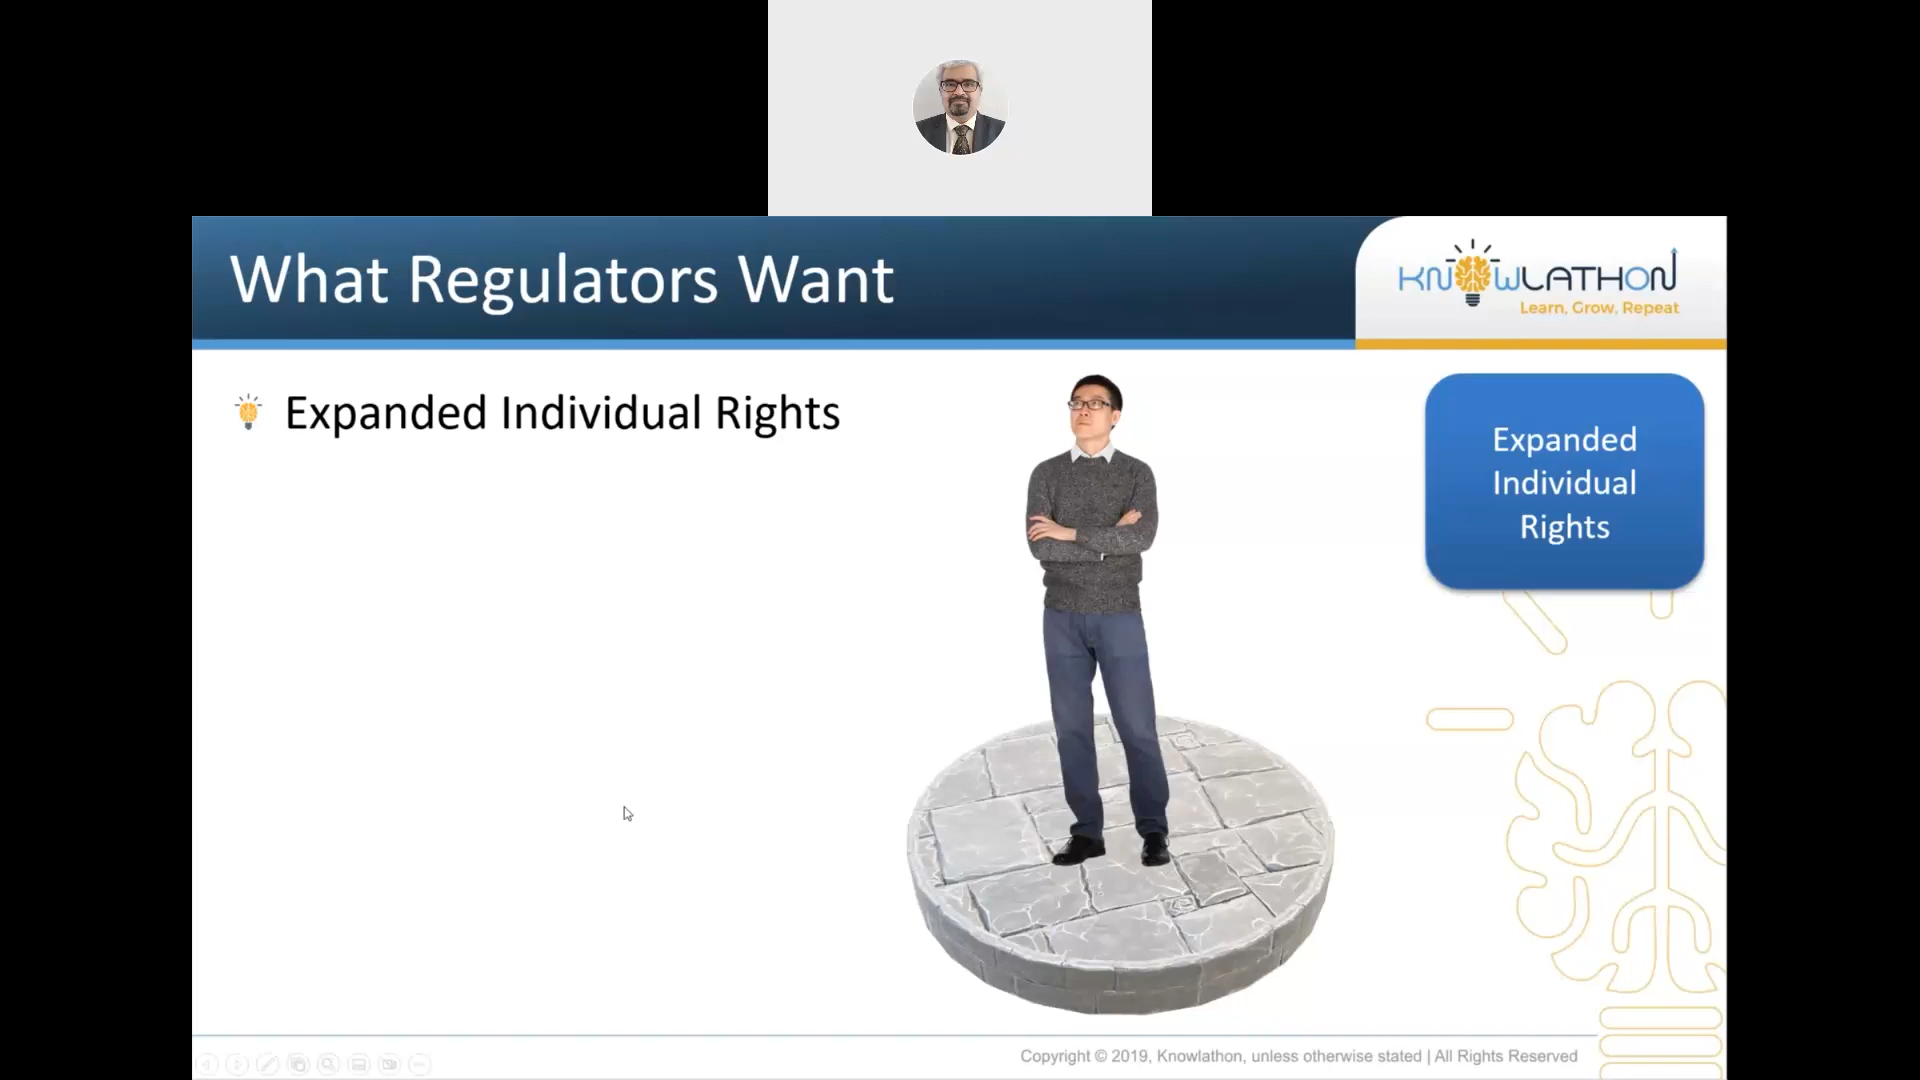 What Regulators Want
KNOWLATHON
Learn, Grow, Repeat
Expanded Individual Rights
Expanded
Individual
Rights
Copyright © 2019, Knowlathon, unless otherwise stated | All Rights Reserved